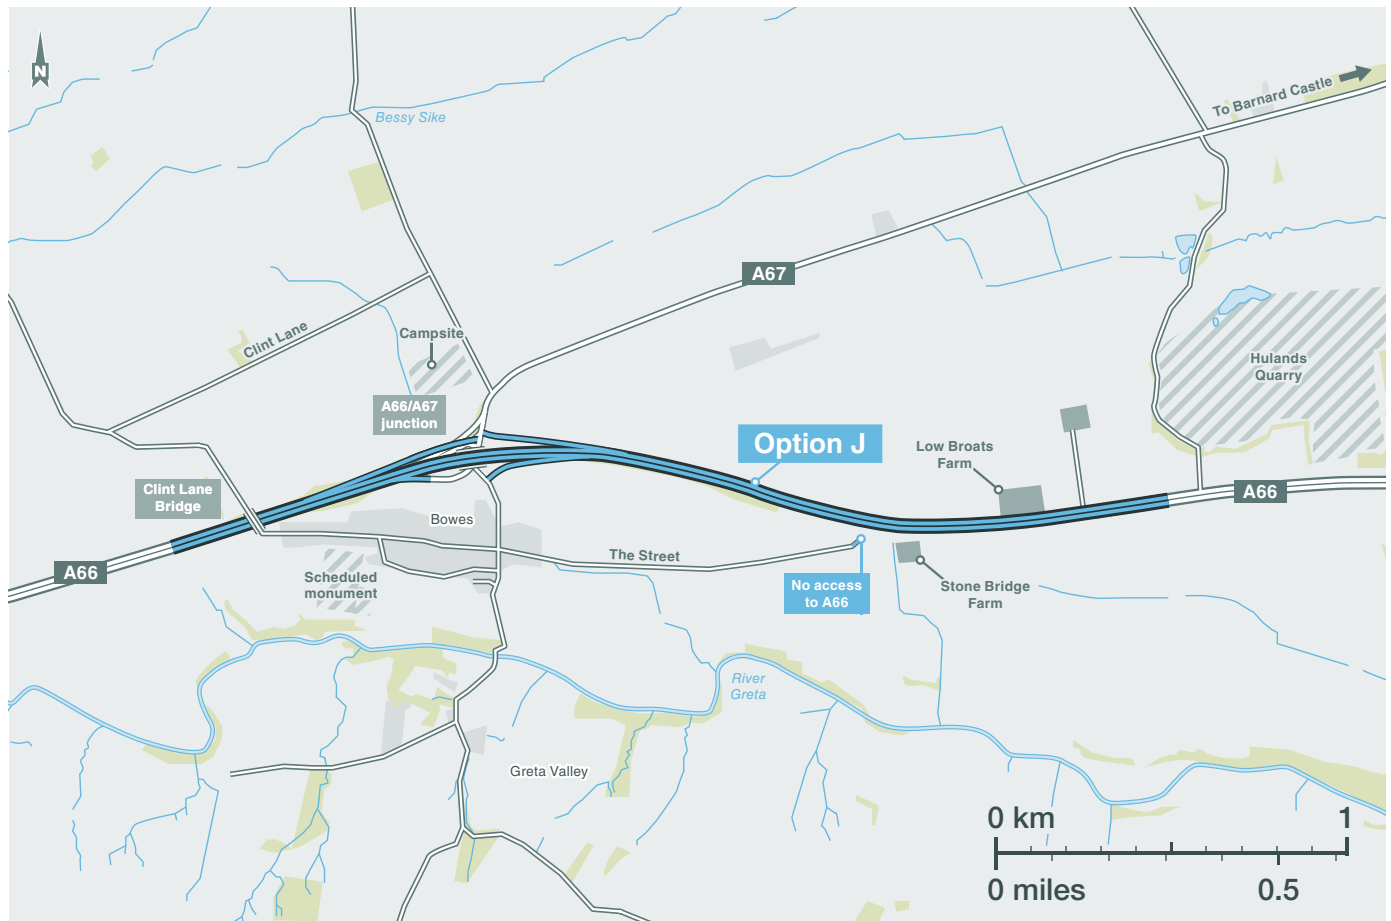 N
Bessy Sike
To Barnard Castle
A67
Clint Lane
Campsite
Hulands
Quarry
A66/A67
junction
Option J
Low Broats
Farm
Clint Lane
Bridge
A66
Bowes
The Street
A66
Scheduled
monument
No access
to A66
Stone Bridge
Farm
River
Greta
Greta Valley
0 km
1
0 miles
0.5